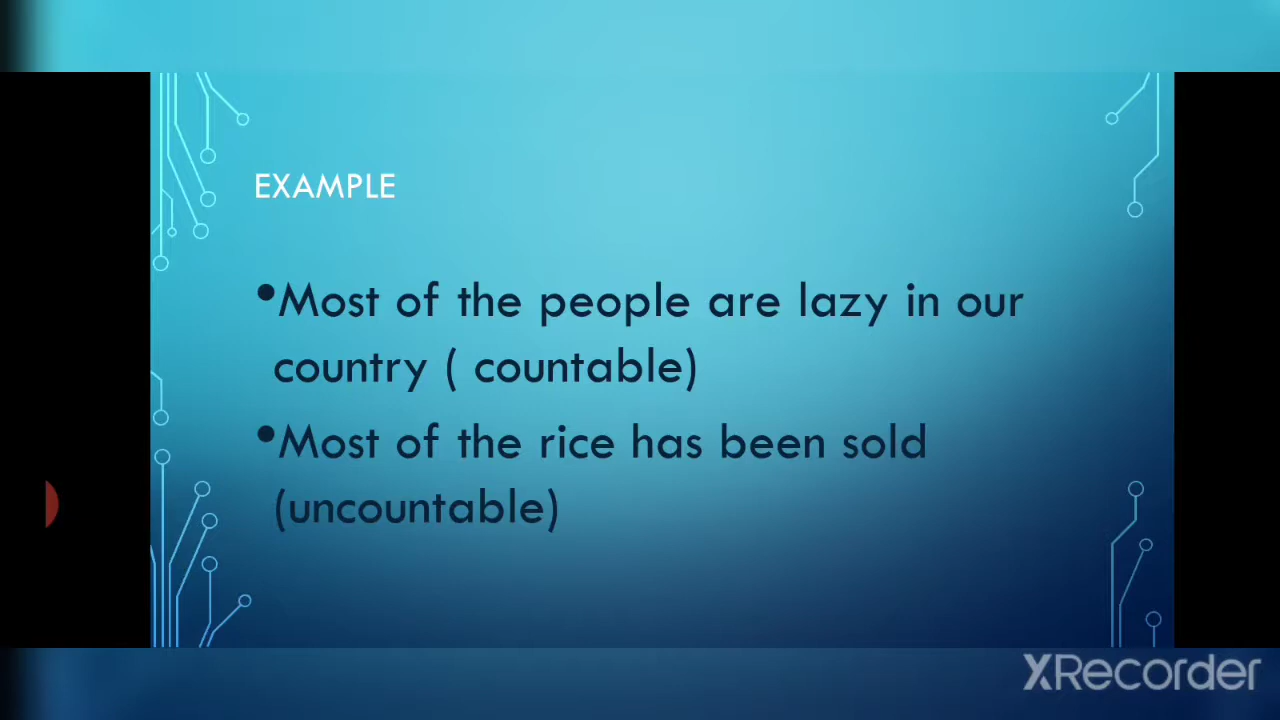 EXAMPLE
•Most of the people are lazy in our
country ( countable)
•Most of the rice has been sold
(uncountable)
XRecorder